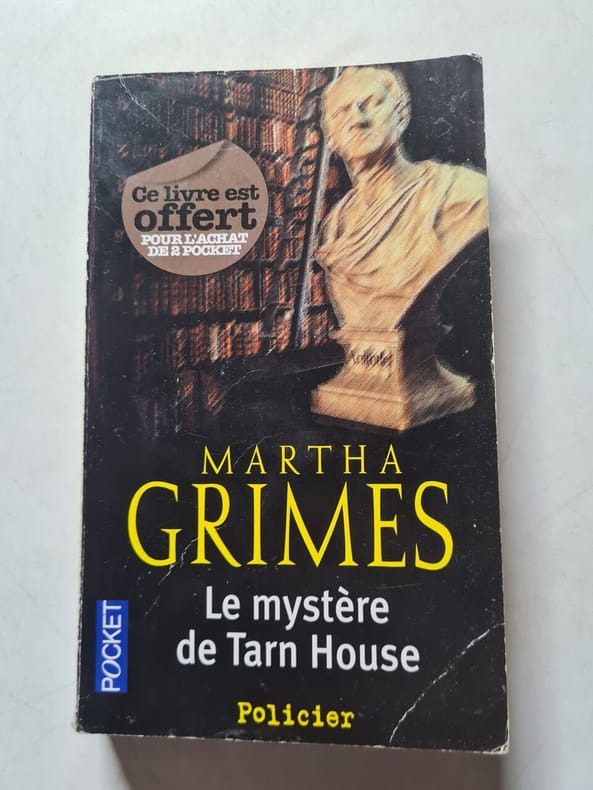 Ce livre est
offert
POUR L'ACHAT
DE 2 POCKET
MARTHA
GRIMES
Le mystère
de Tarn House
POCKET
Policier